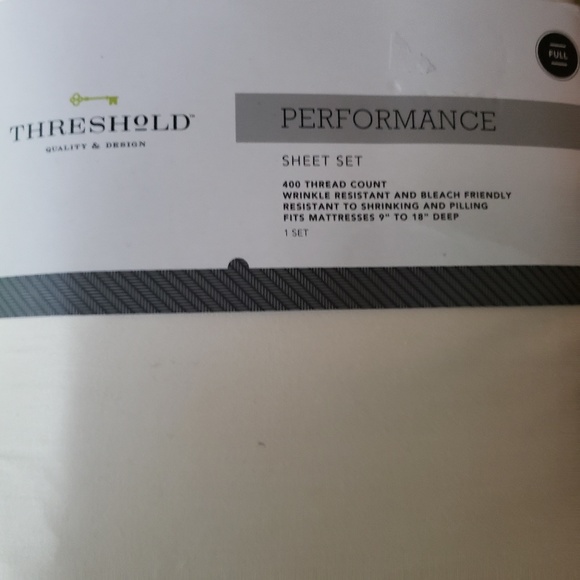 FULL
THRESHOLD™
QUALITY & DESIGN
PERFORMANCE
SHEET SET
400 THREAD COUNT
WRINKLE RESISTANT AND BLEACH FRIENDLY
RESISTANT TO SHRINKING AND PILLING
FITS MATTRESSES 9" TO 18" DEEP
1 SET